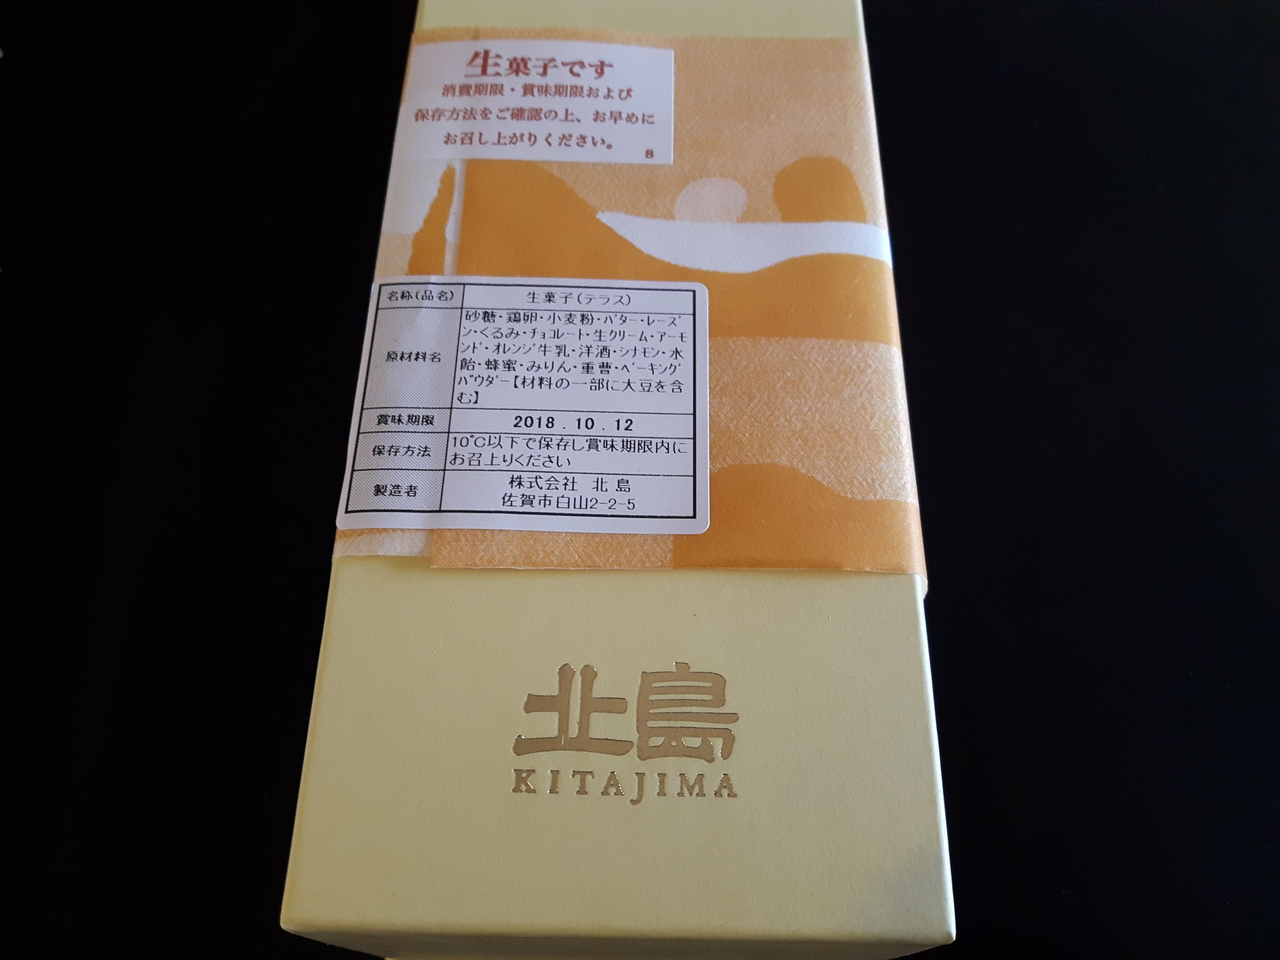 生菓子です
消費期限・賞味期限および
保存方法をご確認の上、お早めに
お召し上がりください。
8
名称(品名) 生菓子(テラス)
原材料名
砂糖・鶏卵・小麦粉・バター・レーズ
ン・くるみ・チョコレート・生クリーム・アーモ
ンド・オレンジ牛乳・洋酒・シナモン・水
飴・蜂蜜・みりん・重曹・ベーキング
パウダー【材料の一部に大豆を含
む】
賞味期限 2018.10.12
保存方法
10℃以下で保存し賞味期限内に
お召上りください
製造者
株式会社 北島
佐賀市白山2-2-5
北島
KITAJIMA